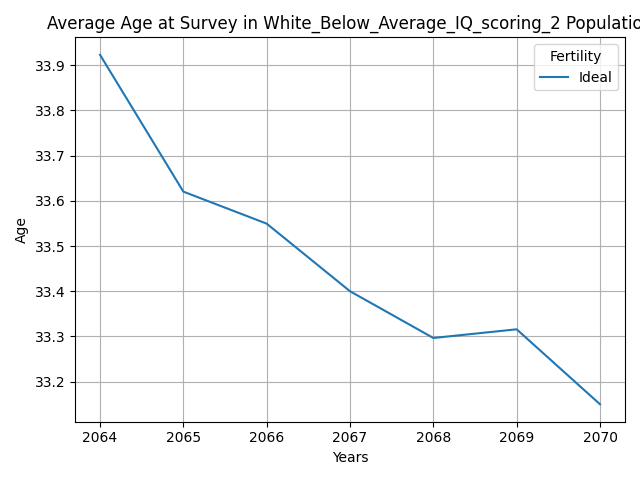 Average Age at Survey in White_Below_Average_IQ_scoring_2 Populatio
Fertility
Ideal
33.9
33.8
33.7
33.6
33.5
33.4
33.3
33.2
Age
2064 2065 2066 2067 2068 2069 2070
Years